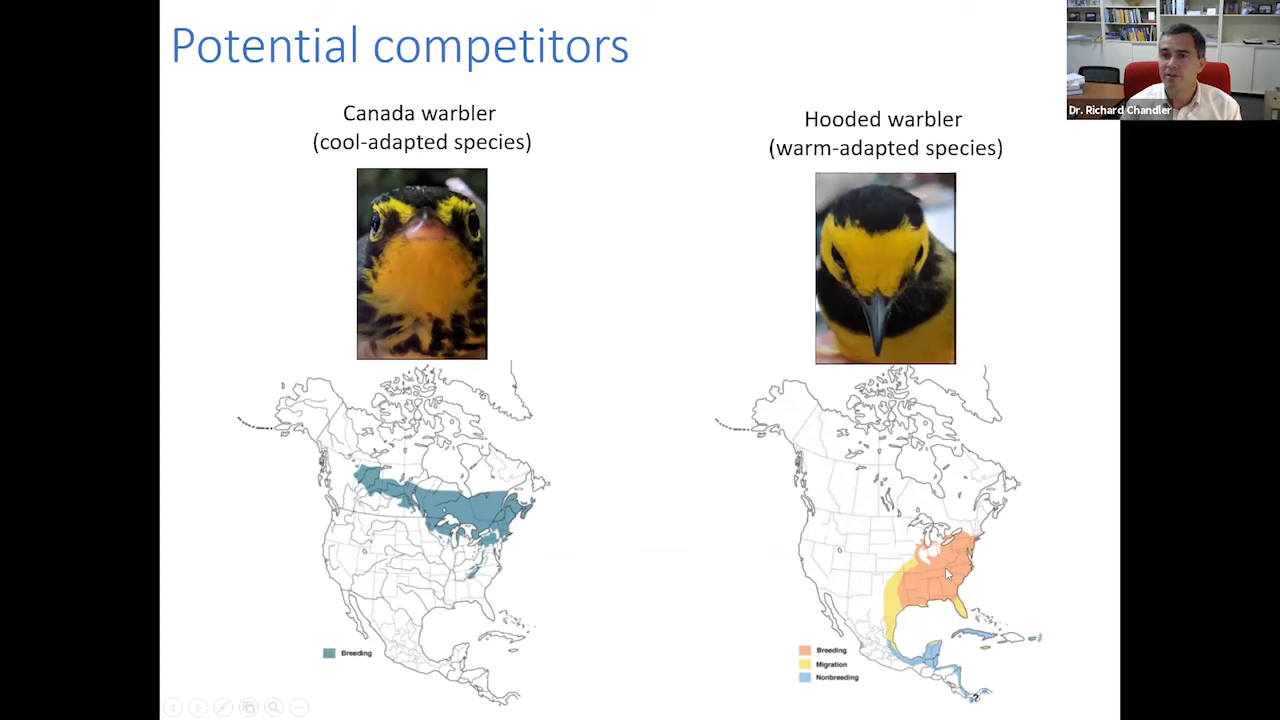 Potential competitors
Dr. Richard Chandler
Canada warbler
(cool-adapted species)
Hooded warbler
(warm-adapted species)
Breeding
Breeding
Migration
Nonbreeding
?